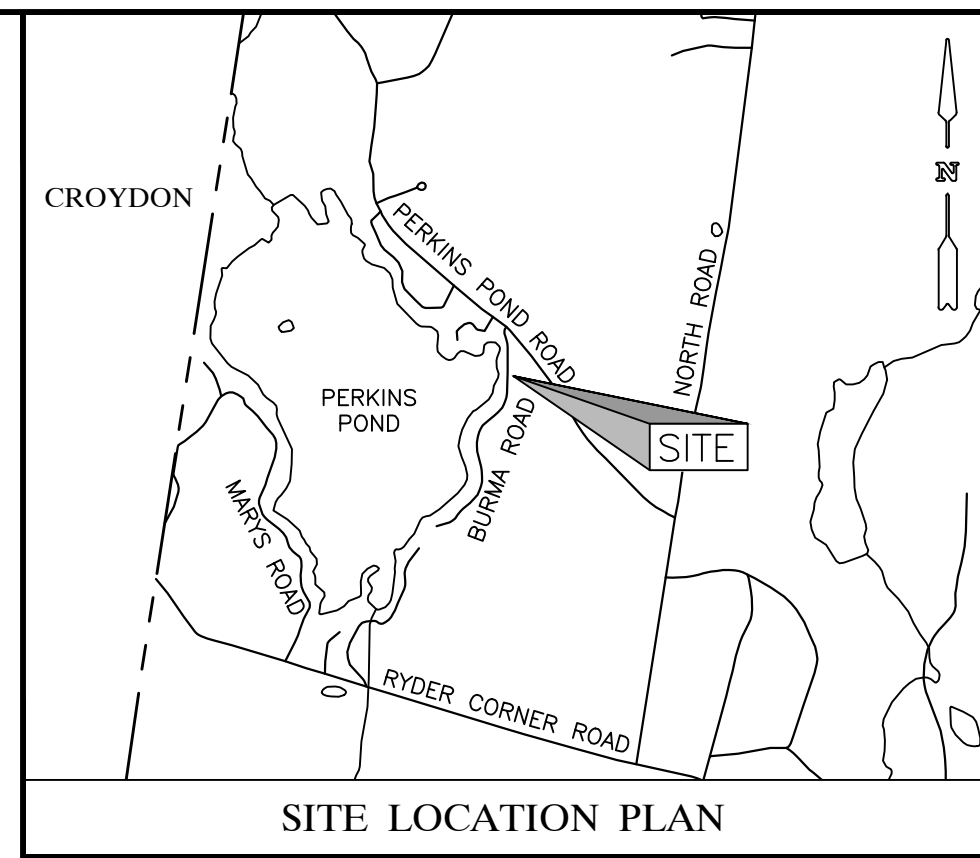 CROYDON
N
PERKINS POND ROAD
NORTH ROAD
PERKINS
POND
SITE
BURMA ROAD
MARYS ROAD
RYDER CORNER ROAD
SITE LOCATION PLAN